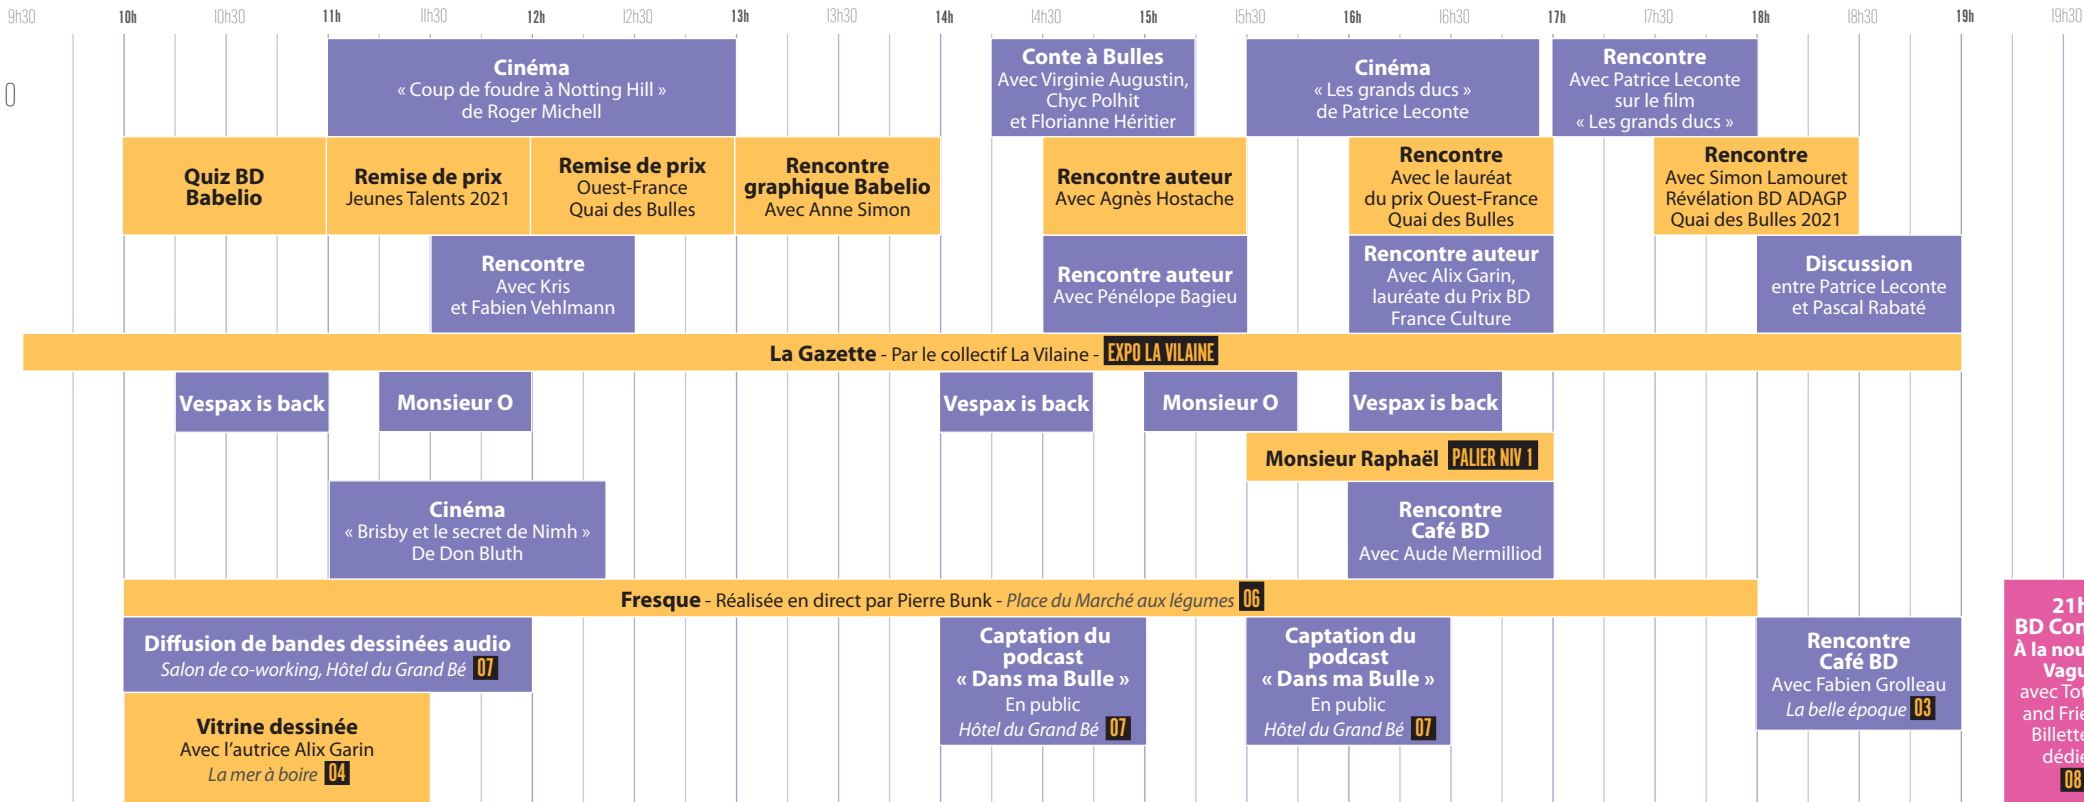 9h30 10h 10h30 11h 11h30 12h 12h30 13h 13h30 14h 14h30 15h 15h30 16h 16h30 17h 17h30 18h 18h30 19h 19h30
Cinéma
« Coup de foudre à Notting Hill »
de Roger Michell
Conte à Bulles
Avec Virginie Augustin,
Chyc Polhit
et Florianne Héritier
Cinéma
« Les grands ducs »
de Patrice Leconte
Rencontre
Avec Patrice Leconte
sur le film
« Les grands ducs »
Quiz BD
Babelio
Remise de prix
Jeunes Talents 2021
Remise de prix
Ouest-France
Quai des Bulles
Rencontre
graphique Babelio
Avec Anne Simon
Rencontre auteur
Avec Agnès Hostache
Rencontre
Avec le lauréat
du prix Ouest-France
Quai des Bulles
Rencontre
Avec Simon Lamouret
Révélation BD ADAGP
Quai des Bulles 2021
Rencontre
Avec Kris
et Fabien Vehlmann
Rencontre auteur
Avec Pénélope Bagieu
Rencontre auteur
Avec Alix Garin,
lauréate du Prix BD
France Culture
Discussion
entre Patrice Leconte
et Pascal Rabaté
La Gazette - Par le collectif La Vilaine - EXPO LA VILAINE
Vespax is back
Monsieur O
Vespax is back
Monsieur O
Vespax is back
Monsieur Raphaël PALIER NIV 1
Cinéma
« Brisby et le secret de Nimh »
De Don Bluth
Rencontre
Café BD
Avec Aude Mermilliod
Fresque - Réalisée en direct par Pierre Bunk - Place du Marché aux légumes 06
Diffusion de bandes dessinées audio
Salon de co-working, Hôtel du Grand Bé 07
Captation du
podcast
« Dans ma Bulle »
En public
Hôtel du Grand Bé 07
Captation du
podcast
« Dans ma Bulle »
En public
Hôtel du Grand Bé 07
Rencontre
Café BD
Avec Fabien Grolleau
La belle époque 03
Vitrine dessinée
Avec l'autrice Alix Garin
La mer à boire 04
21h
BD Con
À la nou
Vagu
avec Tot
and Frie
Billette
dédie
08